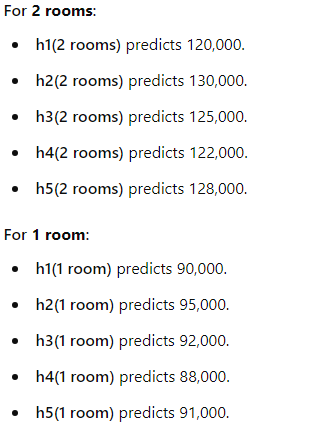 For 2 rooms:
• h1(2 rooms) predicts 120,000.
• h2(2 rooms) predicts 130,000.
• h3(2 rooms) predicts 125,000.
• h4(2 rooms) predicts 122,000.
• h5(2 rooms) predicts 128,000.
For 1 room:
• h1(1 room) predicts 90,000.
• h2(1 room) predicts 95,000.
• h3(1 room) predicts 92,000.
• h4(1 room) predicts 88,000.
• h5(1 room) predicts 91,000.